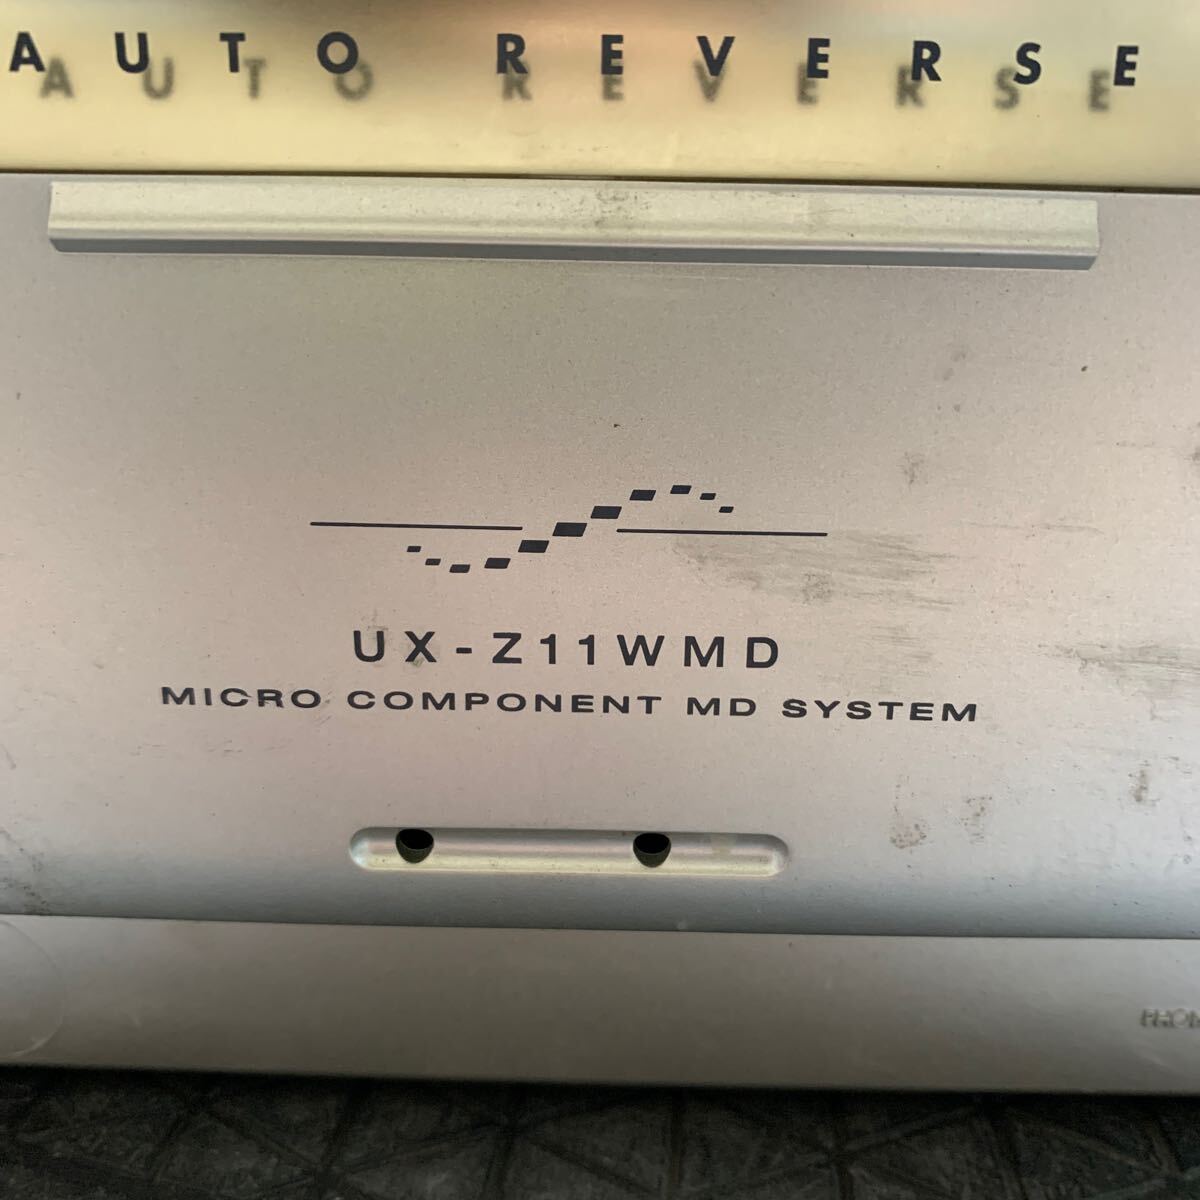 AUTO REVERSE
UX-Z11WMD
MICRO COMPONENT MD SYSTEM